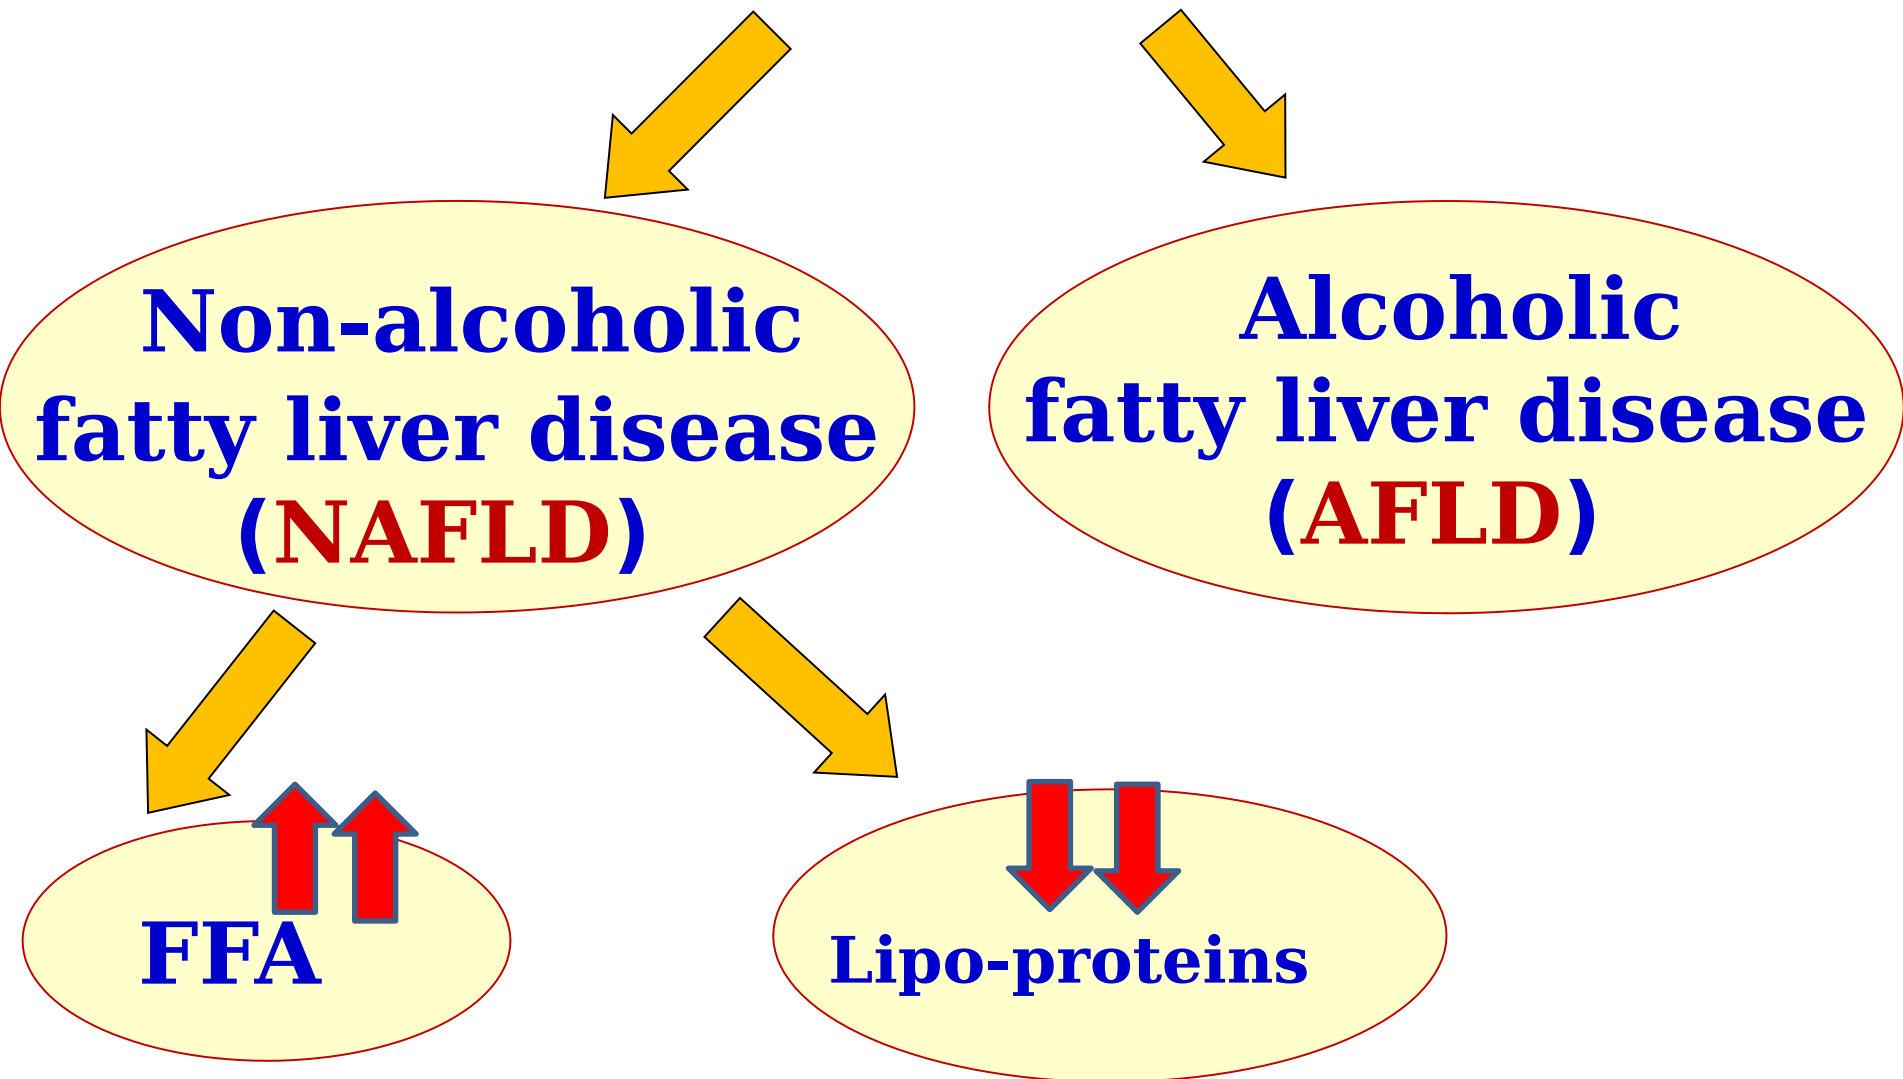 Non-alcoholic
fatty liver disease
(NAFLD)
Alcoholic
fatty liver disease
(AFLD)
FFA
Lipo-proteins